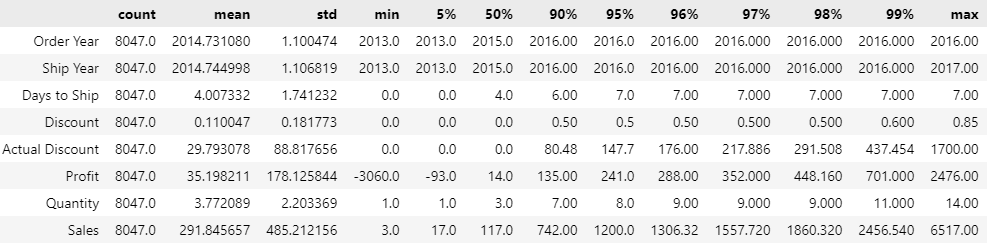 count mean std min 5% 50% 90% 95% 96% 97% 98% 99% max
Order Year 8047.0 2014.731080 1.100474 2013.0 2013.0 2015.0 2016.00 2016.0 2016.00 2016.000 2016.000 2016.000 2016.00
Ship Year 8047.0 2014.744998 1.106819 2013.0 2013.0 2015.0 2016.00 2016.0 2016.00 2016.000 2016.000 2016.000 2017.00
Days to Ship 8047.0 4.007332 1.741232 0.0 0.0 4.0 6.00 7.0 7.00 7.000 7.000 7.000 7.00
Discount 8047.0 0.110047 0.181773 0.0 0.0 0.0 0.50 0.5 0.50 0.500 0.500 0.600 0.85
Actual Discount 8047.0 29.793078 88.817656 0.0 0.0 0.0 80.48 147.7 176.00 217.886 291.508 437.454 1700.00
Profit 8047.0 35.198211 178.125844 -3060.0 -93.0 14.0 135.00 241.0 288.00 352.000 448.160 701.000 2476.00
Quantity 8047.0 3.772089 2.203369 1.0 1.0 3.0 7.00 8.0 9.00 9.000 9.000 11.000 14.00
Sales 8047.0 291.845657 485.212156 3.0 17.0 117.0 742.00 1200.0 1306.32 1557.720 1860.320 2456.540 6517.00